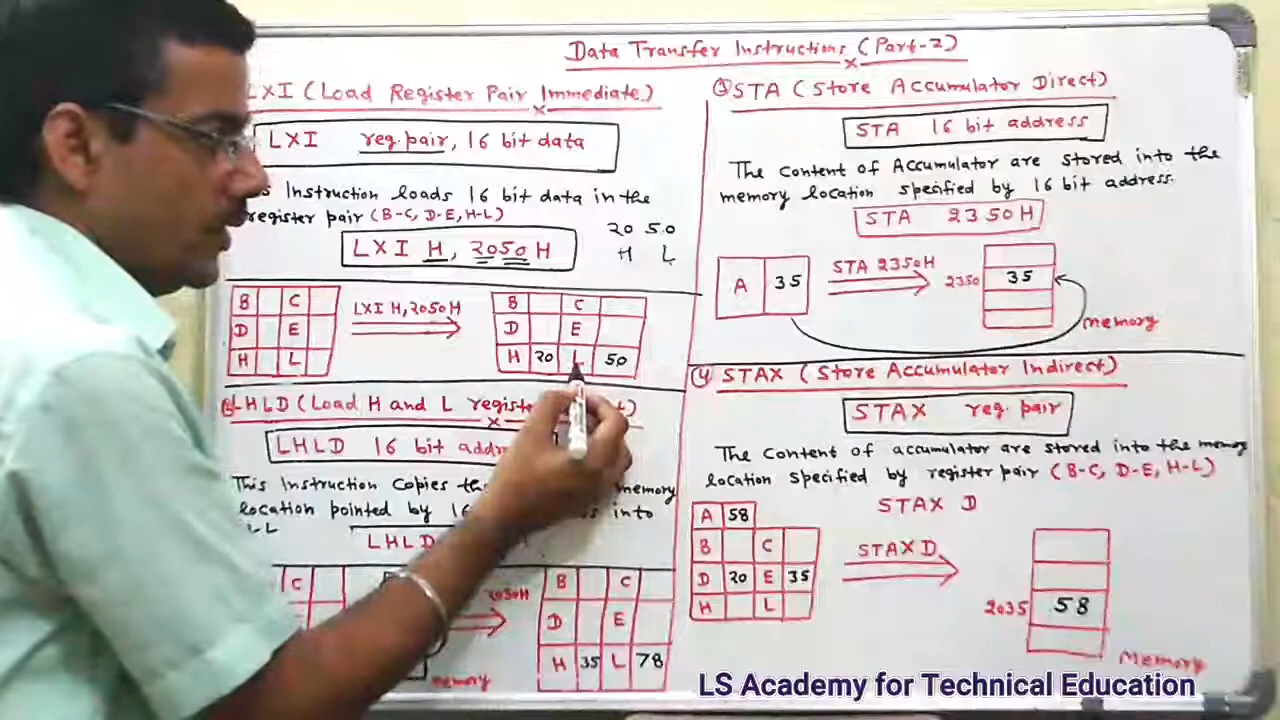 Data Transfer Instructions (Part-2)
LXI (Load Register Pair Immediate)
LXI reg. pair, 16 bit data
Instruction loads 16 bit data in the
register pair (B-C, D-E, H-L)
LXI H, 2050H
20 50
H L
B C
D E
H L
LXI H, 2050H
B C
D E
H 20 L 50
② LHLD (Load H and L
LHLD 16 bit
This Instruction copies memory
location pointed by into
LHLD
C
2050H
memory
B C
D E
H 35 L 78
③ STA (Store Accumulator Direct)
STA 16 bit address
The content of Accumulator are stored into the
memory location specified by 16 bit address.
STA 2350H
A 35
STA 2350H
2350 35
memory
④ STAX (Store Accumulator Indirect)
STAX reg. pair
The content of accumulator are stored into the memory
location specified by register pair (B-C, D-E, H-L)
STAX D
A 58
B C
D 20 E 35
H L
STAX D
2035 58
Memory
LS Academy for Technical Education